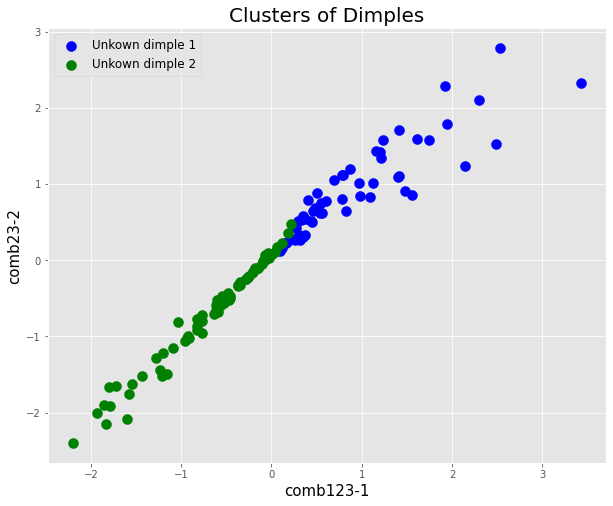 Clusters of Dimples
Unkown dimple 1
Unkown dimple 2
3
2
1
0
−1
−2
comb23-2
−2 −1 0 1 2 3
comb123-1